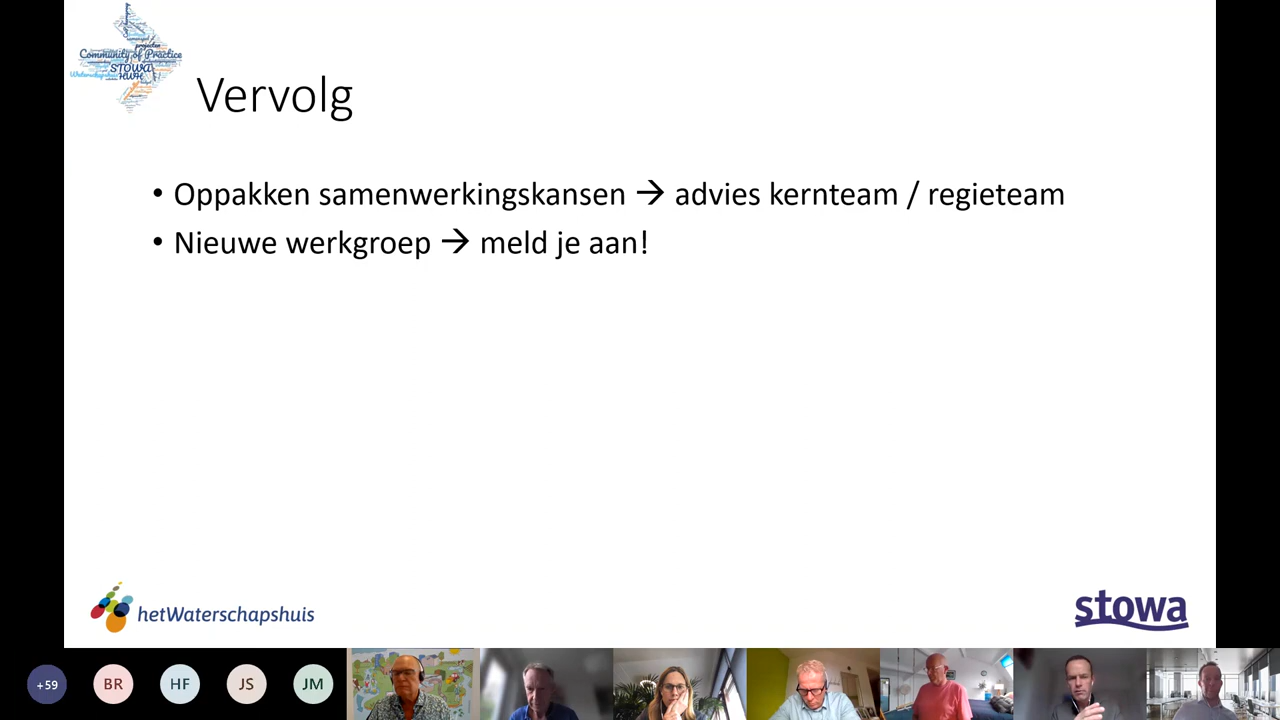 Community of Practice
STOWA
HWH
Vervolg
• Oppakken samenwerkingskansen → advies kernteam / regieteam
• Nieuwe werkgroep → meld je aan!
hetWaterschapshuis
stowa
+59
BR
HF
JS
JM